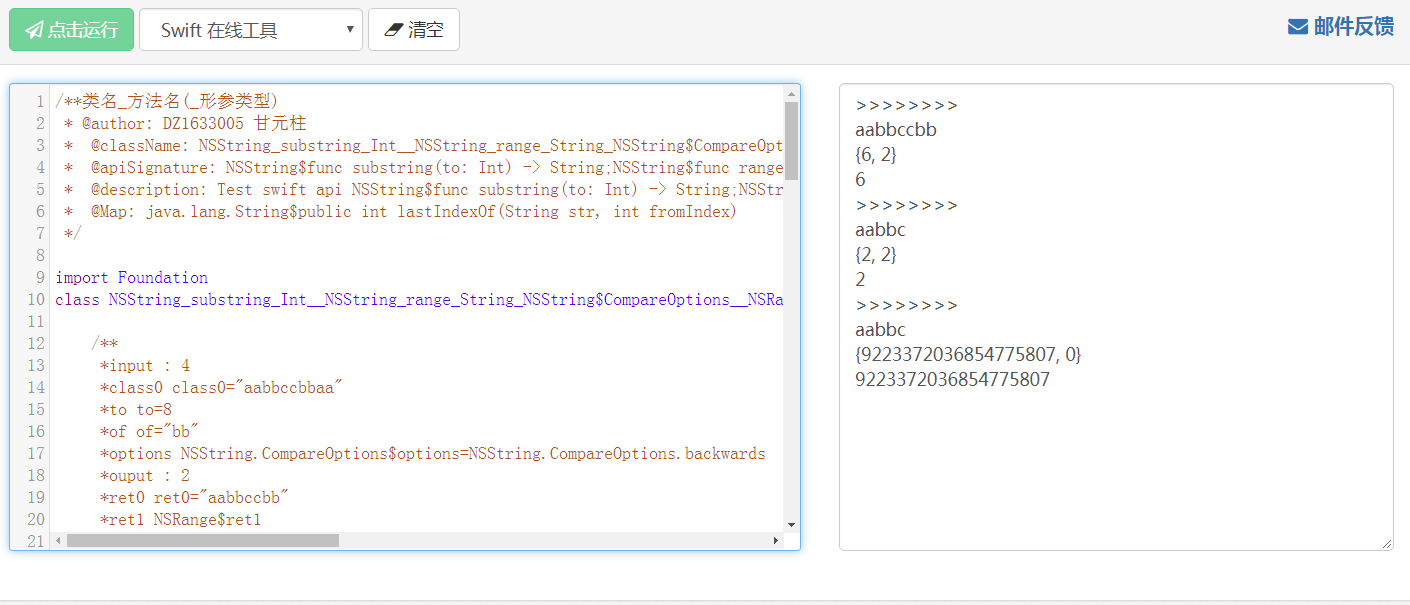 点击运行
Swift 在线工具
清空
邮件反馈
1 /**类名_方法名(_形参类型)
2 * @author: DZ1633005 甘元柱
3 * @className: NSString_substring_Int__NSString_range_String_NSString$CompareOpt
4 * @apiSignature: NSString$func substring(to: Int) -> String;NSString$func range
5 * @description: Test swift api NSString$func substring(to: Int) -> String;NSStr
6 * @Map: java.lang.String$public int lastIndexOf(String str, int fromIndex)
7 */
8
9 import Foundation
10 class NSString_substring_Int__NSString_range_String_NSString$CompareOptions__NSRa
11
12 /**
13 *input : 4
14 *class0 class0="aabbccbbaa"
15 *to to=8
16 *of of="bb"
17 *options NSString.CompareOptions$options=NSString.CompareOptions.backwards
18 *ouput : 2
19 *ret0 ret0="aabbccbb"
20 *ret1 NSRange$ret1
21
>>>>>>>>
aabbccbb
{6, 2}
6
>>>>>>>>
aabbc
{2, 2}
2
>>>>>>>>
aabbc
{9223372036854775807, 0}
9223372036854775807